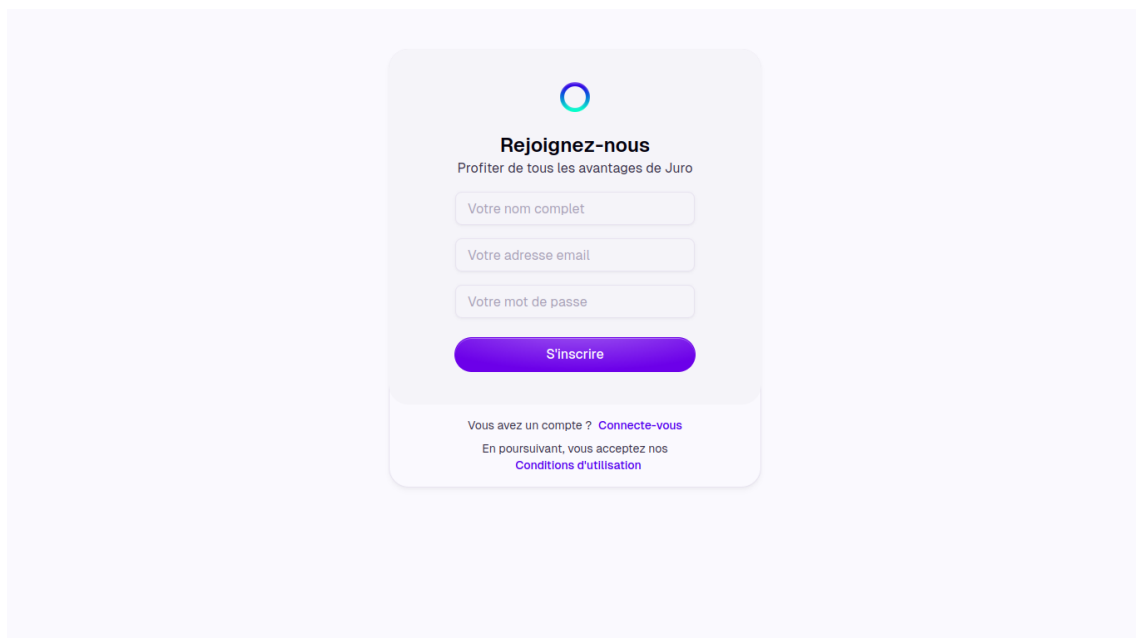 Rejoignez-nous
Profiter de tous les avantages de Juro
Votre nom complet
Votre adresse email
Votre mot de passe
S'inscrire
Vous avez un compte ? Connecte-vous
En poursuivant, vous acceptez nos
Conditions d'utilisation